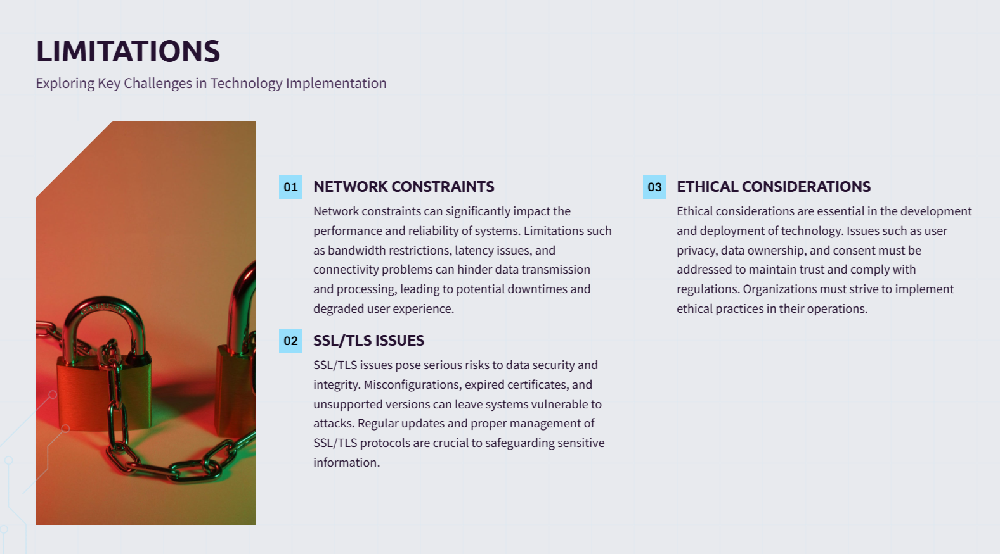 LIMITATIONS
Exploring Key Challenges in Technology Implementation
01
NETWORK CONSTRAINTS
Network constraints can significantly impact the
performance and reliability of systems. Limitations such
as bandwidth restrictions, latency issues, and
connectivity problems can hinder data transmission
and processing, leading to potential downtimes and
degraded user experience.
02
SSL/TLS ISSUES
SSL/TLS issues pose serious risks to data security and
integrity. Misconfigurations, expired certificates, and
unsupported versions can leave systems vulnerable to
attacks. Regular updates and proper management of
SSL/TLS protocols are crucial to safeguarding sensitive
information.
03
ETHICAL CONSIDERATIONS
Ethical considerations are essential in the development
and deployment of technology. Issues such as user
privacy, data ownership, and consent must be
addressed to maintain trust and comply with
regulations. Organizations must strive to implement
ethical practices in their operations.